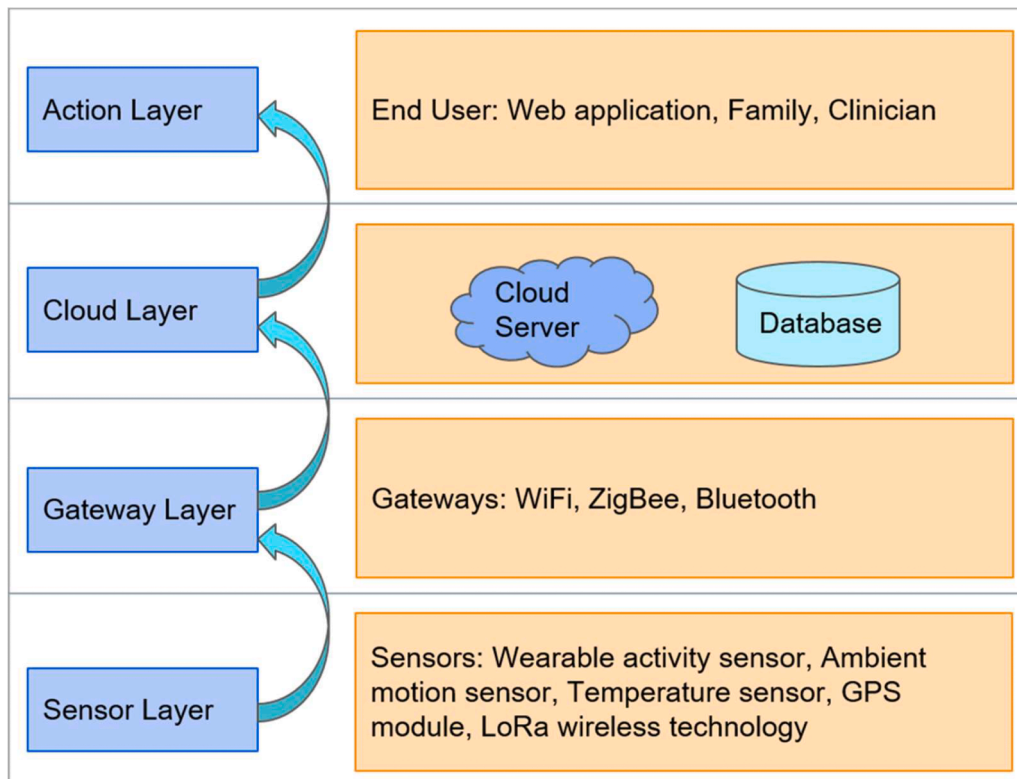 Action Layer
End User: Web application, Family, Clinician
Cloud Layer
Cloud
Server
Database
Gateway Layer
Gateways: WiFi, ZigBee, Bluetooth
Sensor Layer
Sensors: Wearable activity sensor, Ambient
motion sensor, Temperature sensor, GPS
module, LoRa wireless technology